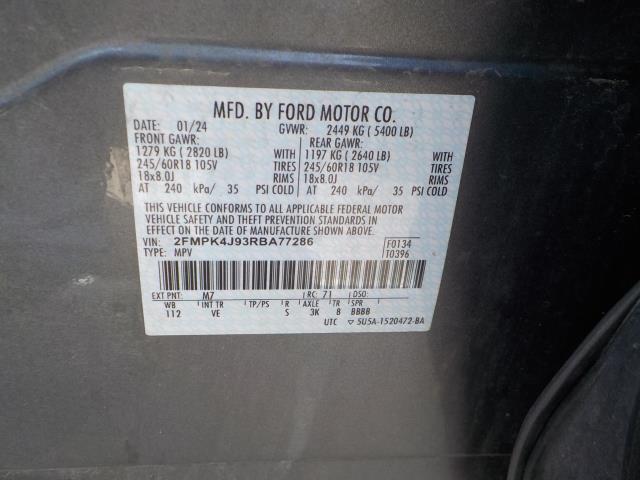 MFD. BY FORD MOTOR CO.
DATE: 01/24 GVWR: 2449 KG ( 5400 LB)
FRONT GAWR: REAR GAWR:
1279 KG ( 2820 LB) WITH 1197 KG ( 2640 LB) WITH
245/60R18 105V TIRES 245/60R18 105V TIRES
18x8.0J RIMS 18x8.0J RIMS
AT 240 kPa/ 35 PSI COLD AT 240 kPa/ 35 PSI COLD
THIS VEHICLE CONFORMS TO ALL APPLICABLE FEDERAL MOTOR
VEHICLE SAFETY AND THEFT PREVENTION STANDARDS IN
EFFECT ON THE DATE OF MANUFACTURE SHOWN ABOVE.
VIN: 2FMPK4J93RBA77286 F0134
TYPE: MPV T0396
EXT PNT: M7 RC: 71 DSO:
WB INT TR TP/PS R AXLE TR SPR
112 VE S 3K 8 BBBB
UTC ▽ 5U5A-1520472-BA